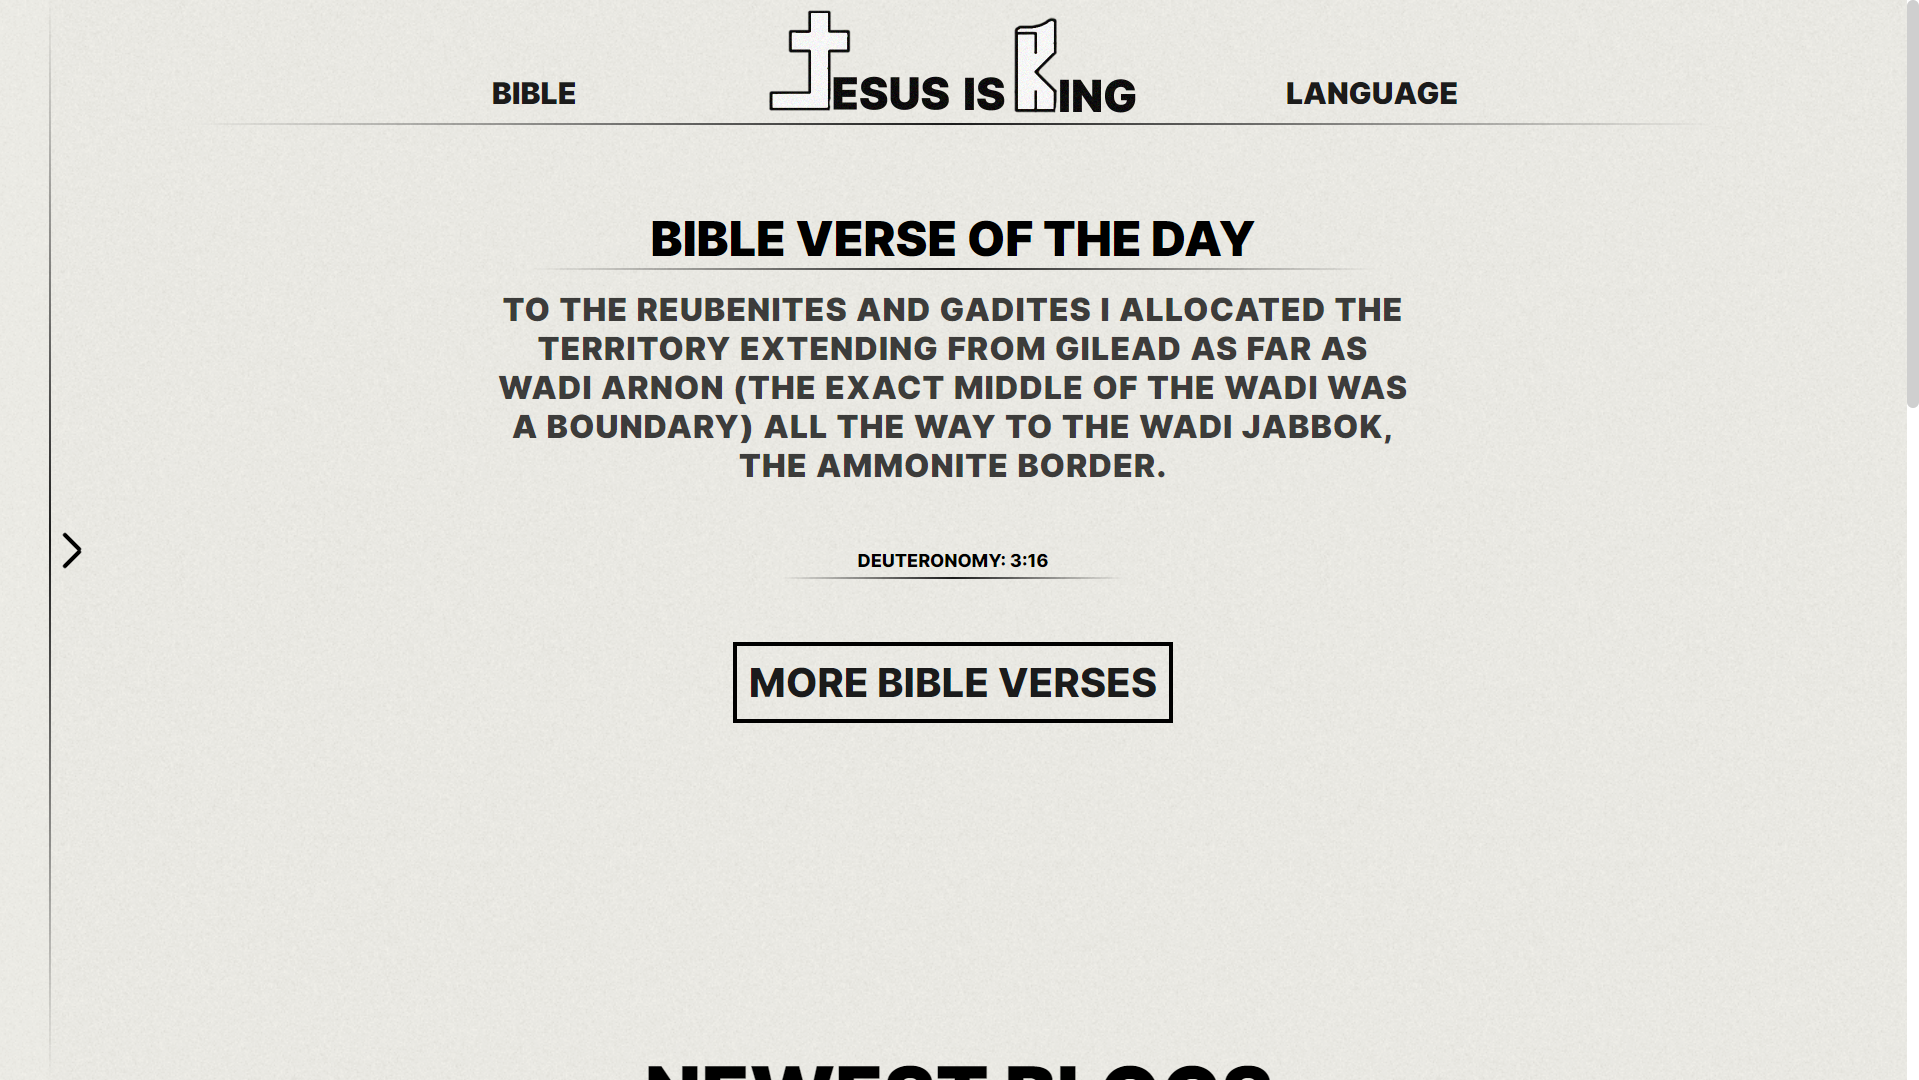 BIBLE
JESUS IS KING
LANGUAGE
BIBLE VERSE OF THE DAY
TO THE REUBENITES AND GADITES I ALLOCATED THE
TERRITORY EXTENDING FROM GILEAD AS FAR AS
WADI ARNON (THE EXACT MIDDLE OF THE WADI WAS
A BOUNDARY) ALL THE WAY TO THE WADI JABBOK,
THE AMMONITE BORDER.
DEUTERONOMY: 3:16
MORE BIBLE VERSES
NEWEST BLOGS